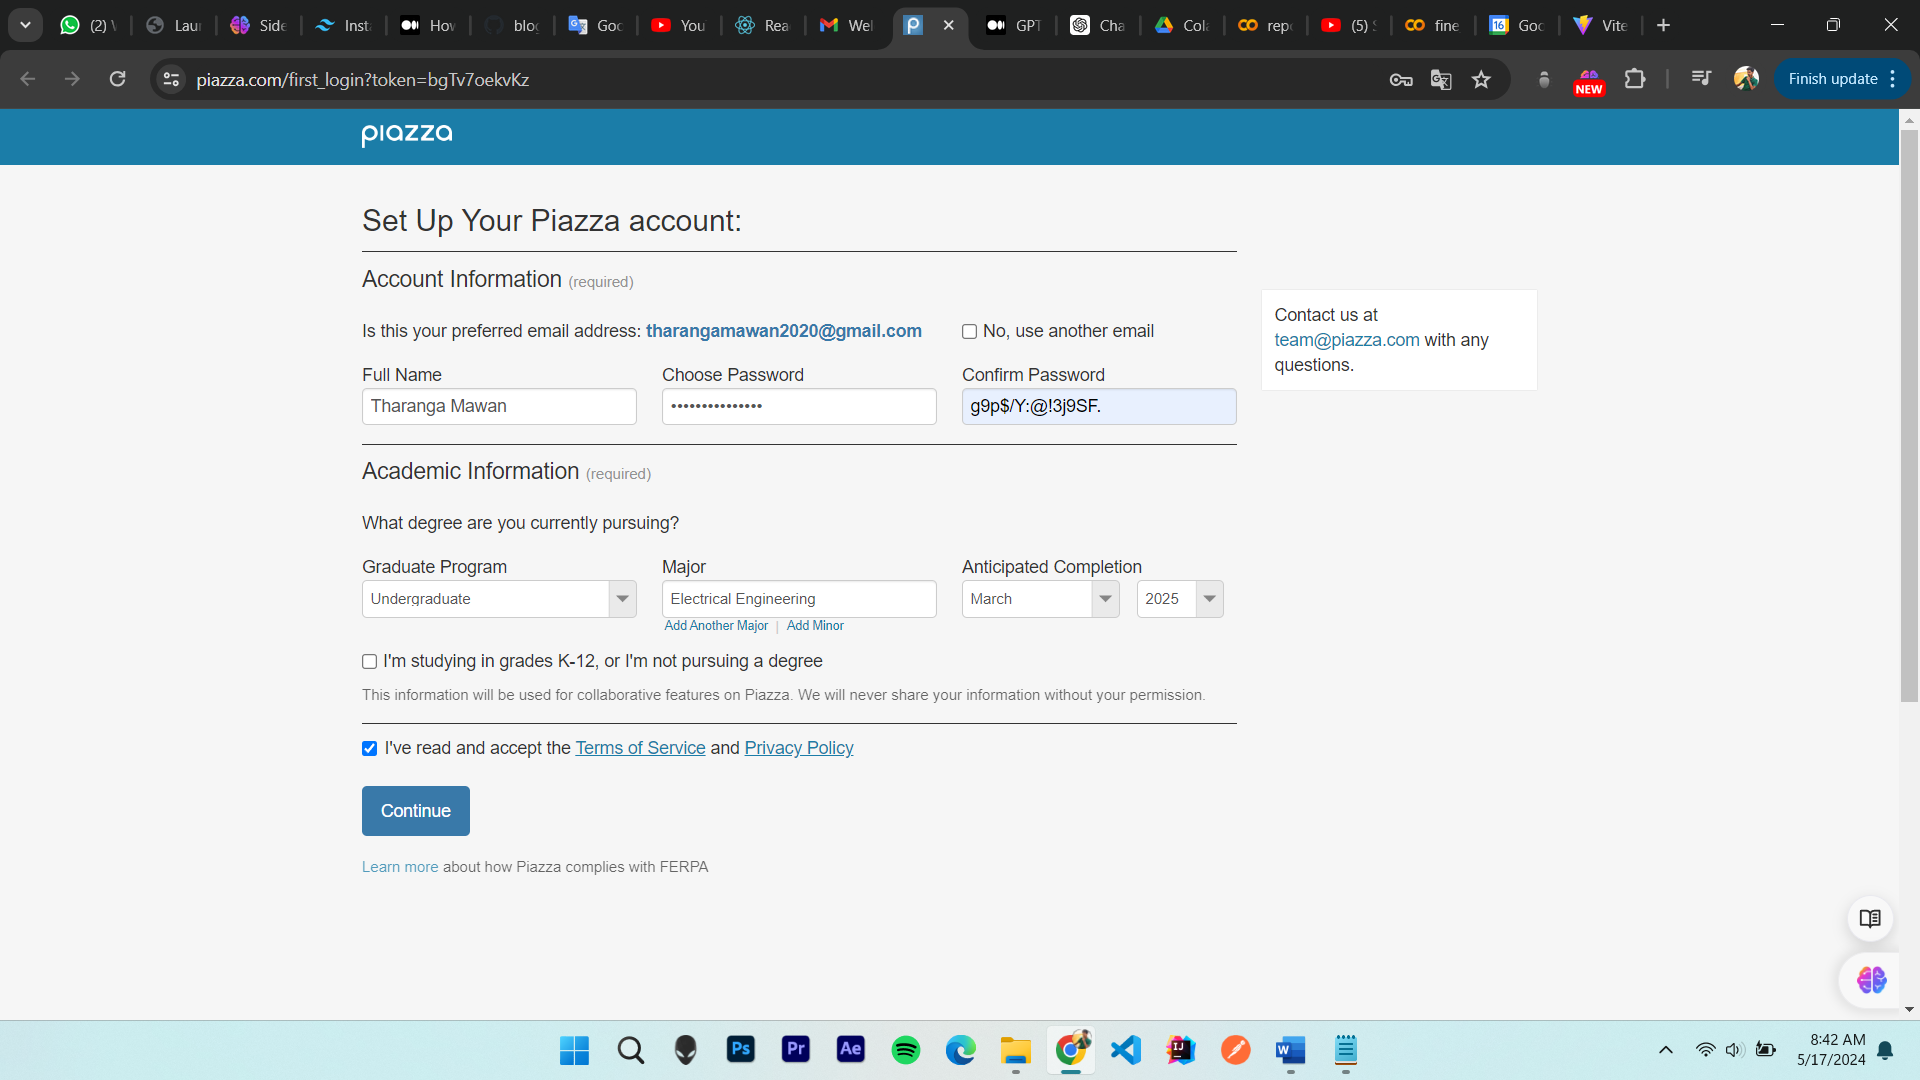 (2) Lau Side Inst How blog Goo You Rea Wel GPT Cha Cola repo (5) S fine Goo Vite
piazza.com/first_login?token=bgTv7oekvKz
NEW
Finish update
piazza
Set Up Your Piazza account:
Account Information (required)
Is this your preferred email address: tharangamawan2020@gmail.com
No, use another email
Contact us at
team@piazza.com with any
questions.
Full Name Choose Password Confirm Password
Tharanga Mawan ••••••••••••••• g9p$/Y:@!3j9SF.
Academic Information (required)
What degree are you currently pursuing?
Graduate Program Major Anticipated Completion
Undergraduate Electrical Engineering March 2025
Add Another Major | Add Minor
I'm studying in grades K-12, or I'm not pursuing a degree
This information will be used for collaborative features on Piazza. We will never share your information without your permission.
I've read and accept the Terms of Service and Privacy Policy
Continue
Learn more about how Piazza complies with FERPA
Ps Pr Ae
8:42 AM
5/17/2024